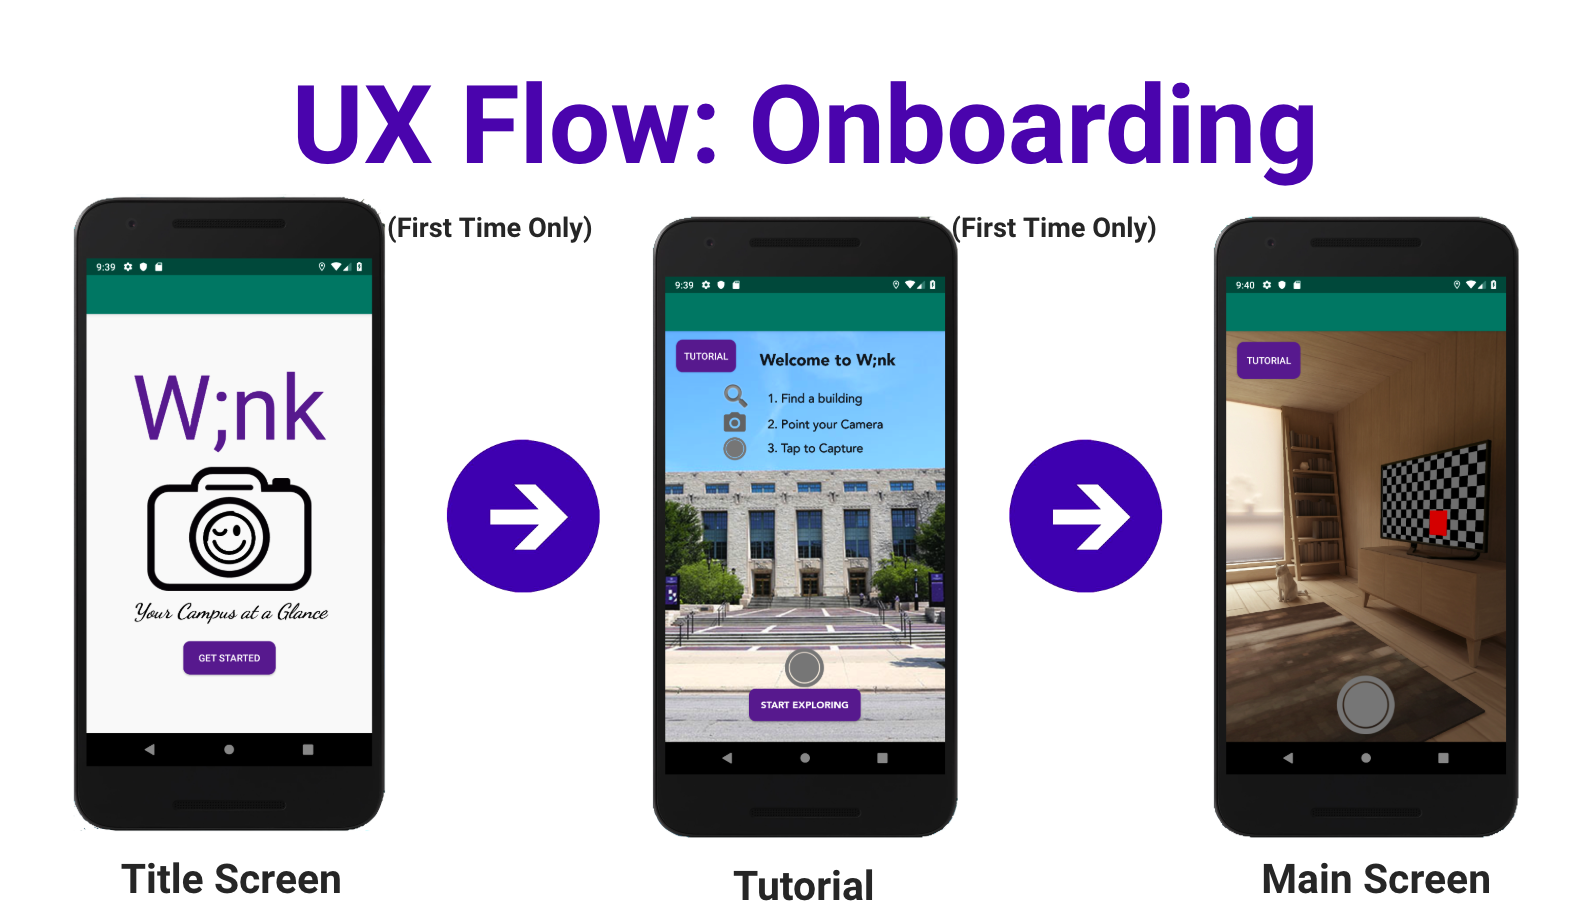 UX Flow: Onboarding
(First Time Only)
(First Time Only)
9:39
W;nk
Your Campus at a Glance
GET STARTED
Title Screen
9:39
TUTORIAL
Welcome to W;nk
1. Find a building
2. Point your Camera
3. Tap to Capture
START EXPLORING
Tutorial
9:40
TUTORIAL
Main Screen